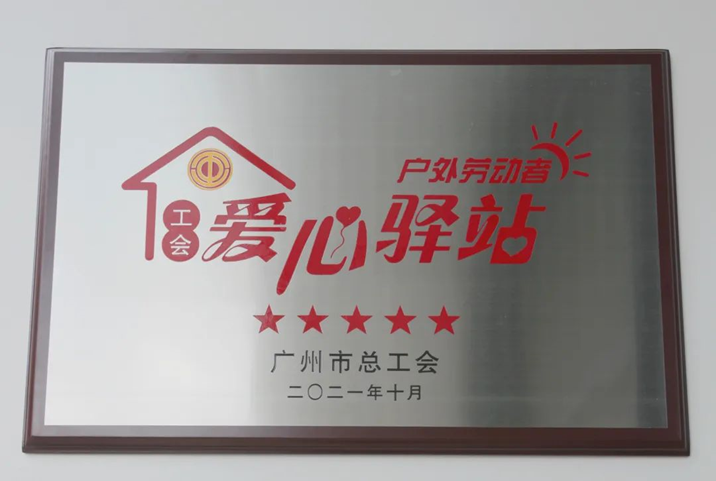 户外劳动者
工会爱心驿站
广州市总工会
二〇二一年十月